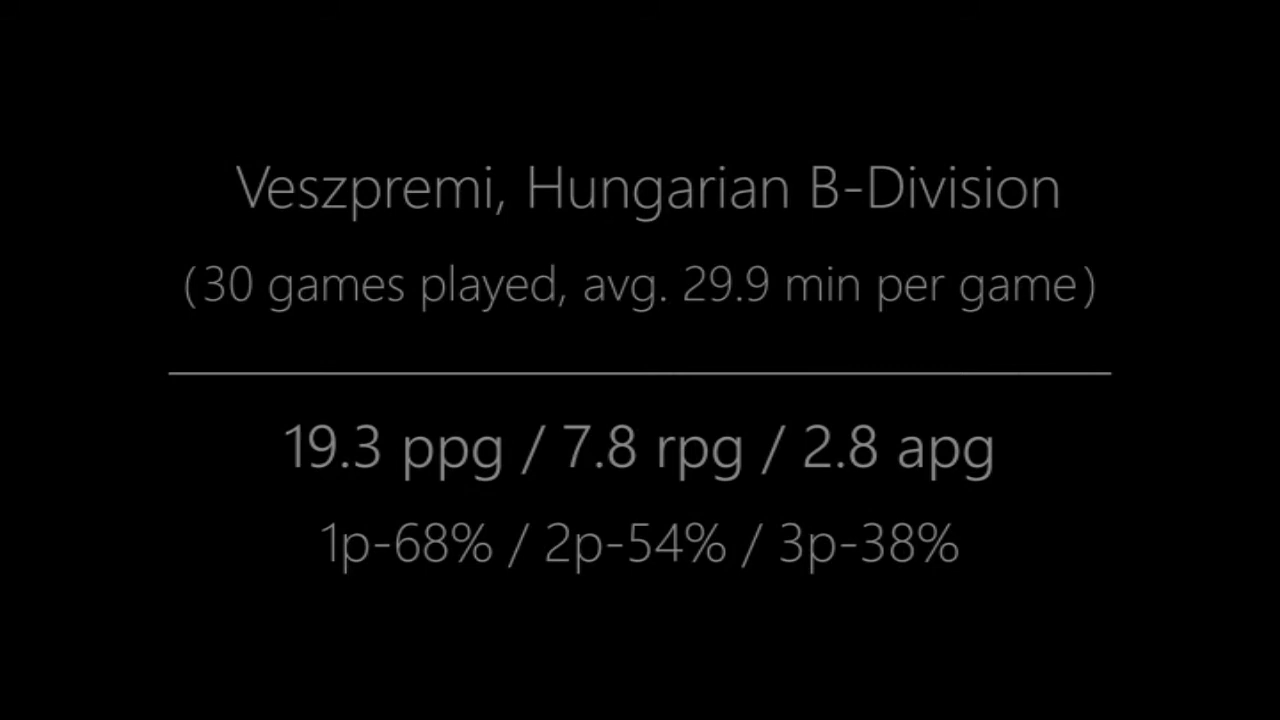 Veszpremi, Hungarian B-Division
(30 games played, avg. 29.9 min per game)
19.3 ppg / 7.8 rpg / 2.8 apg
1p-68% / 2p-54% / 3p-38%